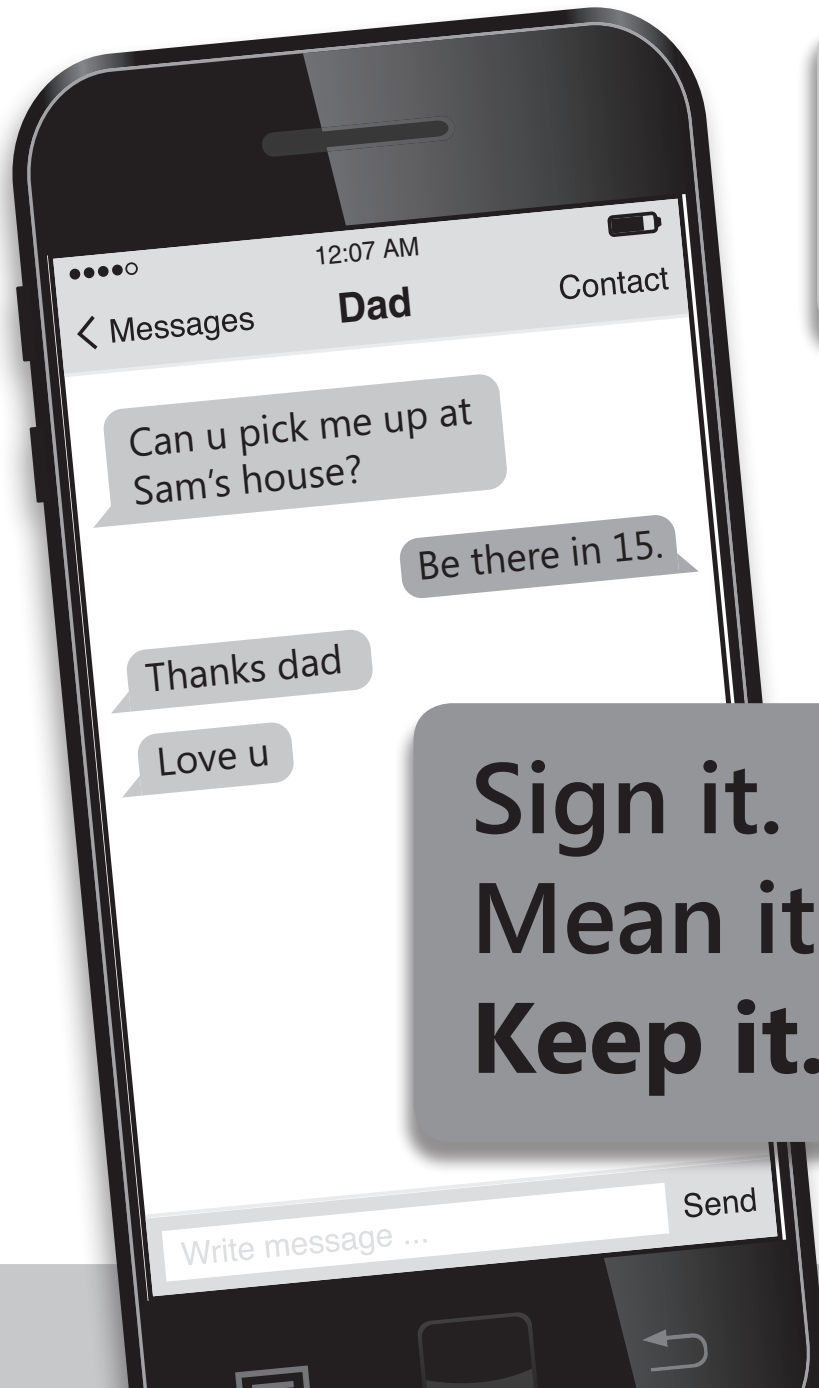 12:07 AM
Messages
Dad
Contact
Can u pick me up at
Sam's house?
Be there in 15.
Thanks dad
Love u
Sign it.
Mean it
Keep it.
Write message ...
Send